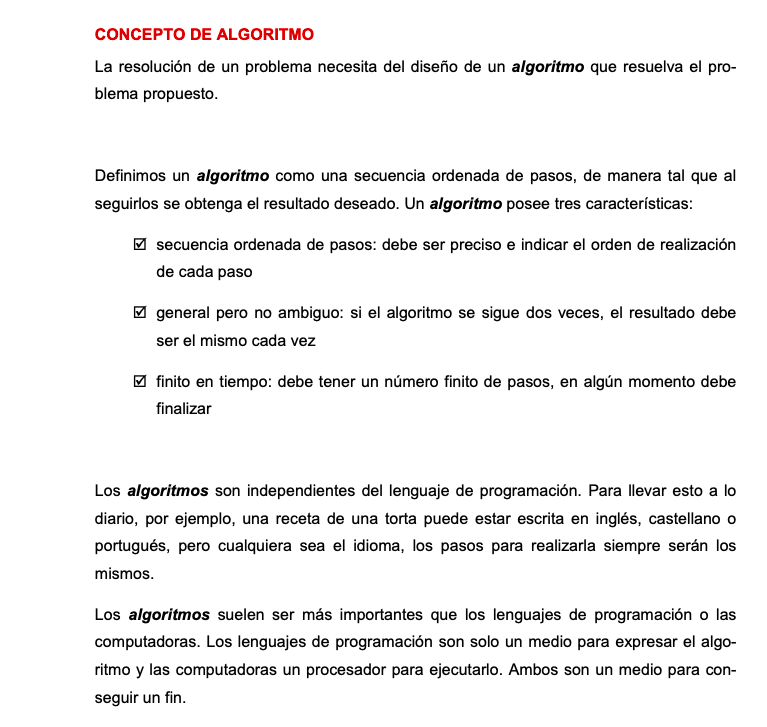 CONCEPTO DE ALGORITMO
La resolución de un problema necesita del diseño de un algoritmo que resuelva el pro-
blema propuesto.
Definimos un algoritmo como una secuencia ordenada de pasos, de manera tal que al
seguirlos se obtenga el resultado deseado. Un algoritmo posee tres características:
☑ secuencia ordenada de pasos: debe ser preciso e indicar el orden de realización
de cada paso
☑ general pero no ambiguo: si el algoritmo se sigue dos veces, el resultado debe
ser el mismo cada vez
☑ finito en tiempo: debe tener un número finito de pasos, en algún momento debe
finalizar
Los algoritmos son independientes del lenguaje de programación. Para llevar esto a lo
diario, por ejemplo, una receta de una torta puede estar escrita en inglés, castellano o
portugués, pero cualquiera sea el idioma, los pasos para realizarla siempre serán los
mismos.
Los algoritmos suelen ser más importantes que los lenguajes de programación o las
computadoras. Los lenguajes de programación son solo un medio para expresar el algo-
ritmo y las computadoras un procesador para ejecutarlo. Ambos son un medio para con-
seguir un fin.